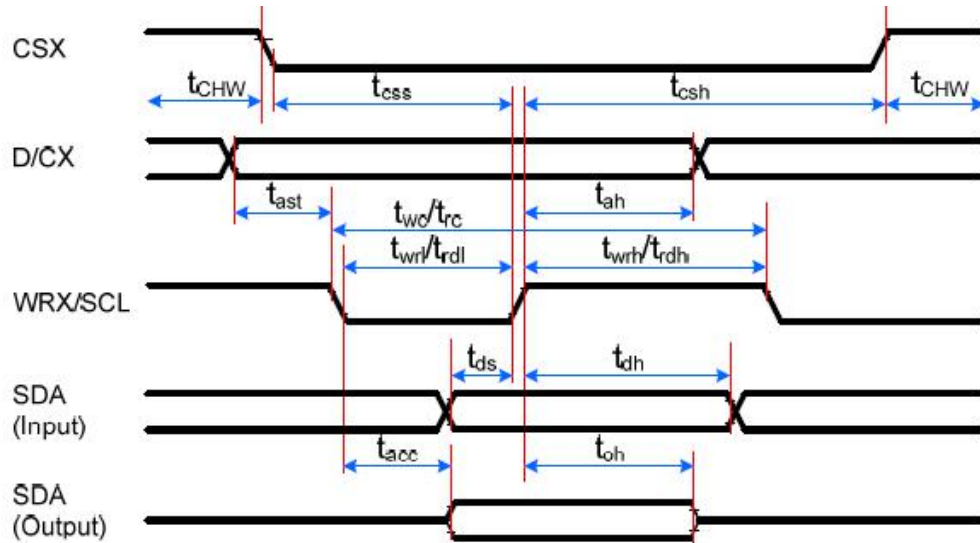 CSX
tCHW
tcss
tcsh
tCHW
D/CX
tast
tah
twc/trc
twrl/trdl
twrh/trdh
WRX/SCL
tds
tdh
SDA
(Input)
tacc
toh
SDA
(Output)